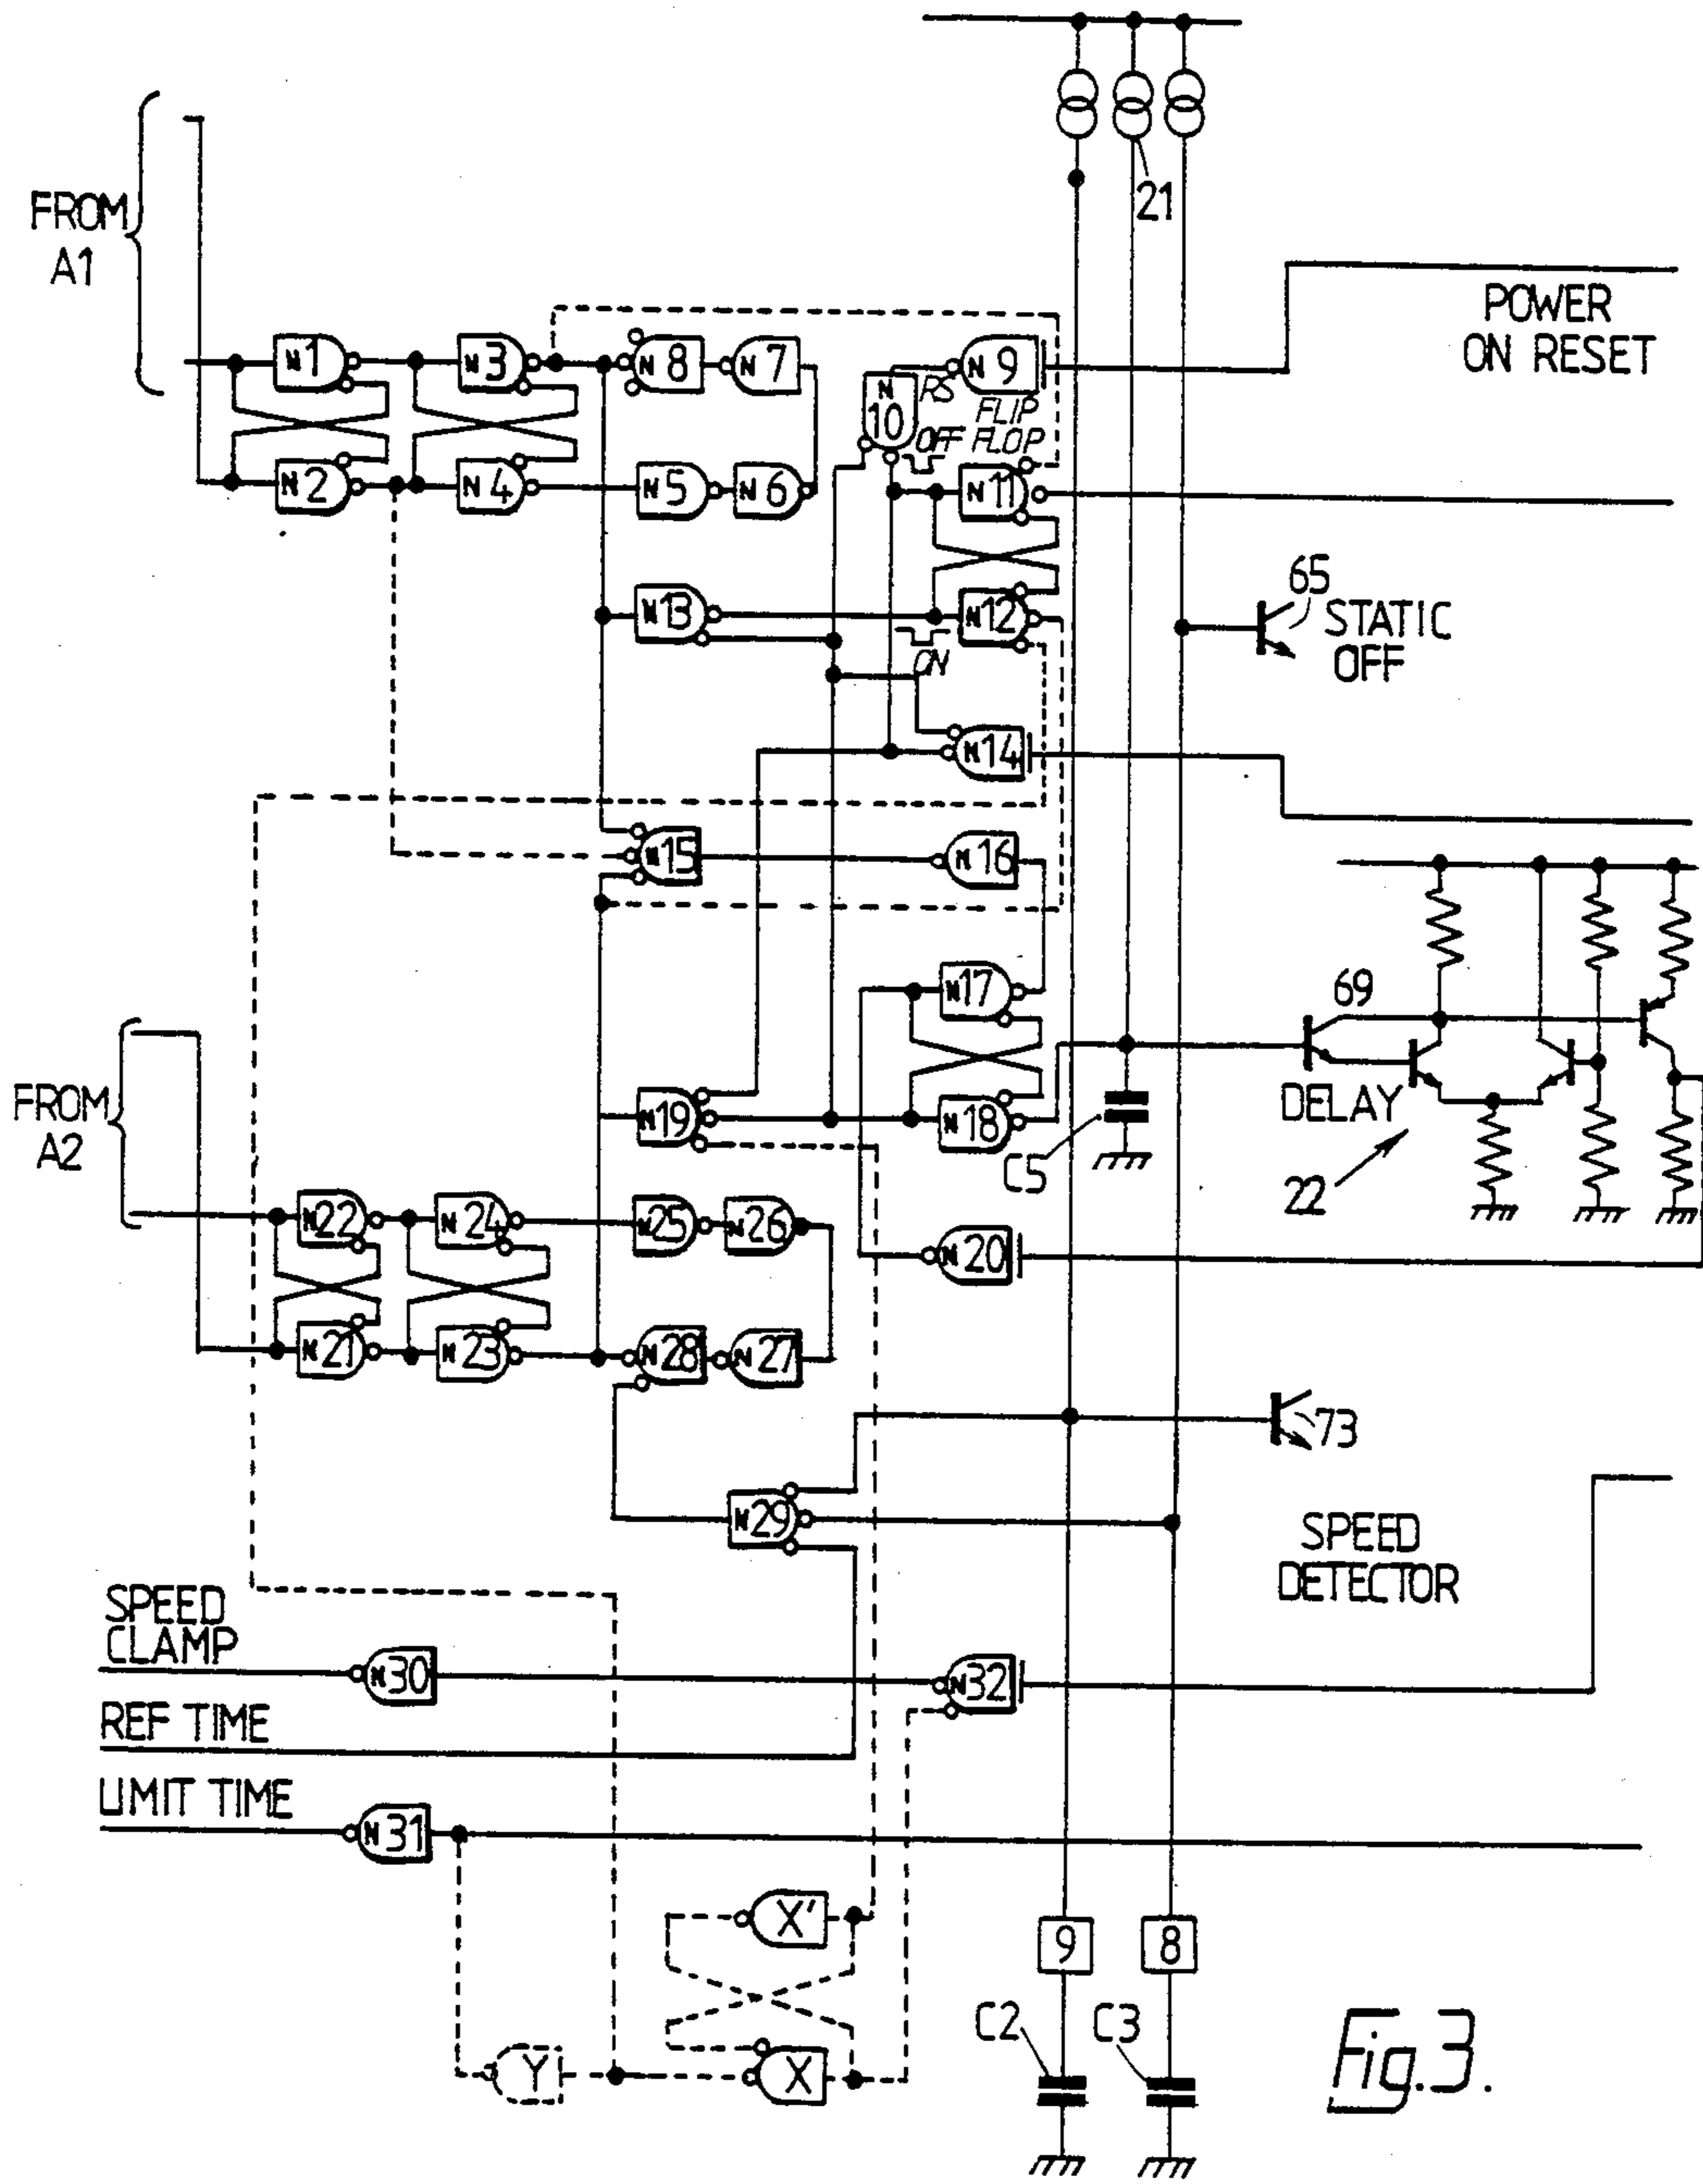 FROM
A1
21
POWER
ON RESET
N1
N3
N8
N7
N9
N
10
RS
FLIP
FLOP
OFF
N2
N4
N5
N6
N11
N13
N12
ON
65
STATIC
OFF
N14
N15
N16
N17
69
FROM
A2
N19
N18
C5
DELAY
22
N22
N24
N25
N26
N20
N21
N23
N28
N27
73
N29
SPEED
DETECTOR
SPEED
CLAMP
N30
N32
REF TIME
LIMIT TIME
N31
X'
9
8
C2
C3
Y
X
Fig.3.